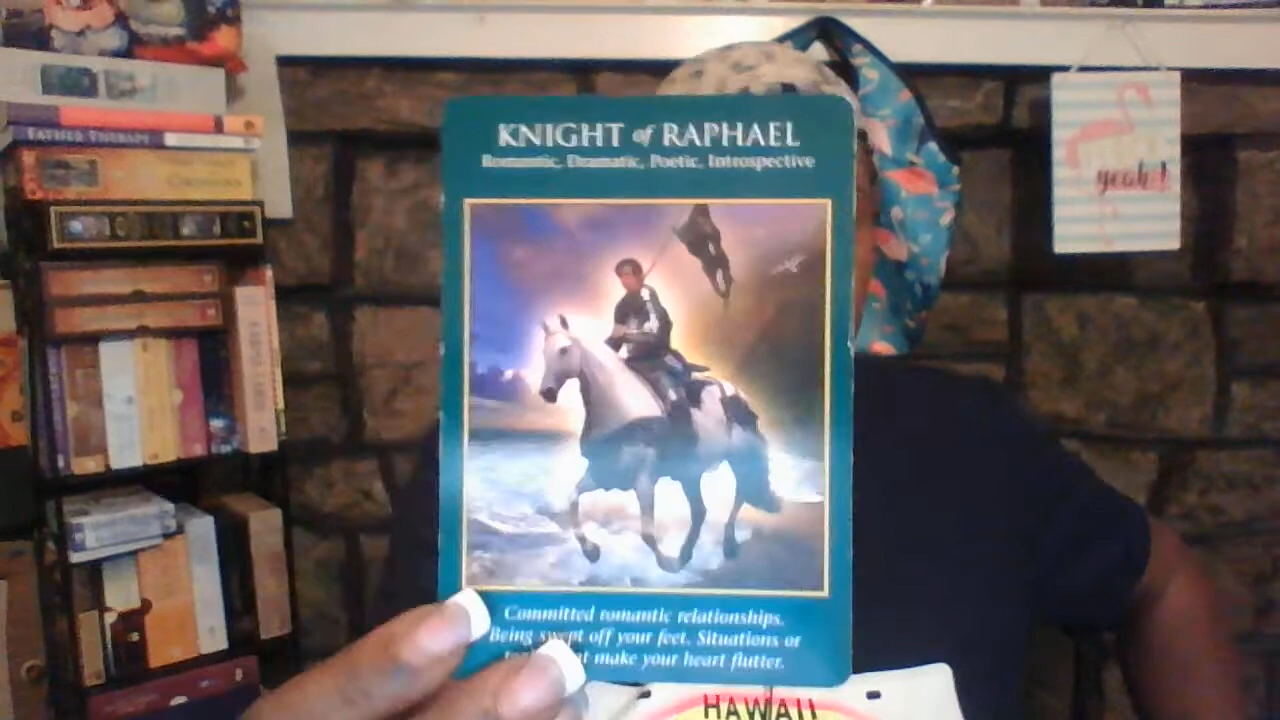 KNIGHT of RAPHAEL
Romantic, Dramatic, Poetic, Introspective
Committed romantic relationships.
Being swept off your feet. Situations or
make your heart flutter.
HAWAII
yeah!
FATHER THERAPY